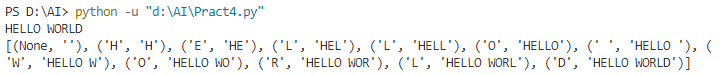 PS D:\AI> python -u "d:\AI\Pract4.py"
HELLO WORLD
[(None, ''), ('H', 'H'), ('E', 'HE'), ('L', 'HEL'), ('L', 'HELL'), ('O', 'HELLO'), (' ', 'HELLO '), (
'W', 'HELLO W'), ('O', 'HELLO WO'), ('R', 'HELLO WOR'), ('L', 'HELLO WORL'), ('D', 'HELLO WORLD')]